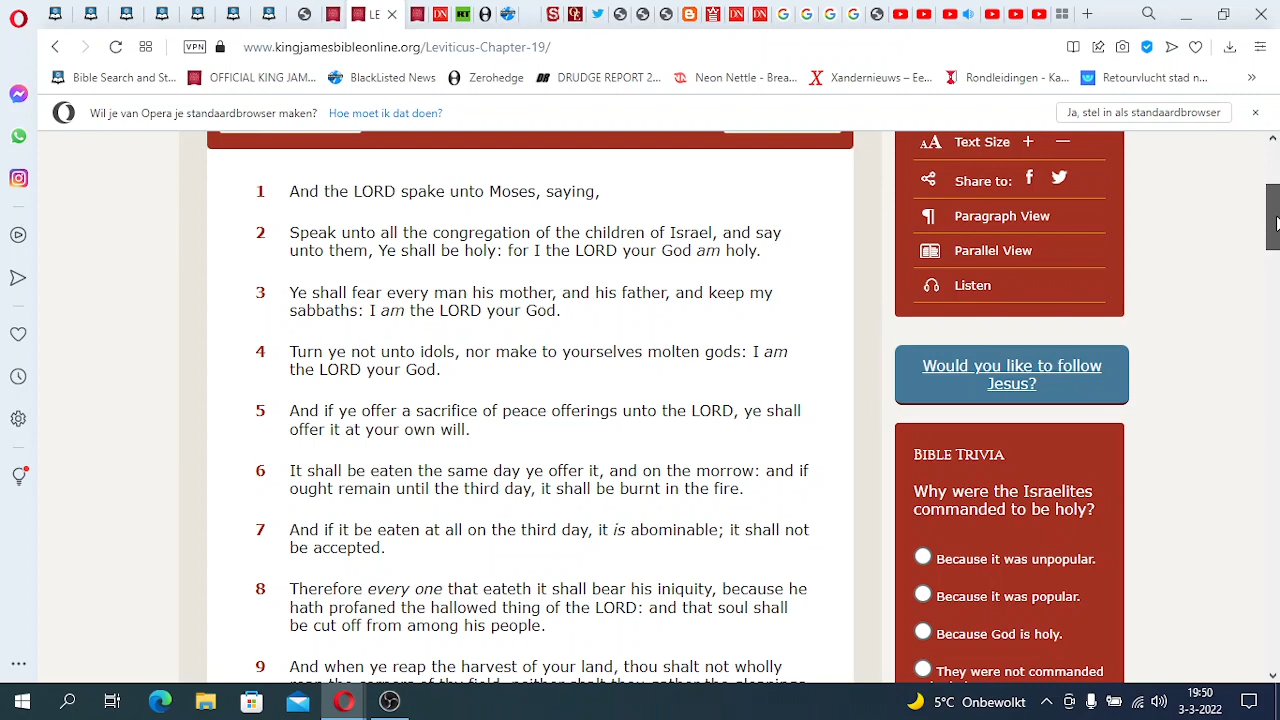 LE
DN
RT
S
DN
DN
VPN
www.kingjamesbibleonline.org/Leviticus-Chapter-19/
Bible Search and St...
OFFICIAL KING JAM...
BlackListed News
Zerohedge
DRUDGE REPORT 2...
Neon Nettle - Brea...
Xandernieuws – Ee...
Rondleidingen - Ka...
Retourvlucht stad n...
»
Wil je van Opera je standaardbrowser maken? Hoe moet ik dat doen?
Ja, stel in als standaardbrowser
1 And the LORD spake unto Moses, saying,
2 Speak unto all the congregation of the children of Israel, and say
unto them, Ye shall be holy: for I the LORD your God am holy.
3 Ye shall fear every man his mother, and his father, and keep my
sabbaths: I am the LORD your God.
4 Turn ye not unto idols, nor make to yourselves molten gods: I am
the LORD your God.
5 And if ye offer a sacrifice of peace offerings unto the LORD, ye shall
offer it at your own will.
6 It shall be eaten the same day ye offer it, and on the morrow: and if
ought remain until the third day, it shall be burnt in the fire.
7 And if it be eaten at all on the third day, it is abominable; it shall not
be accepted.
8 Therefore every one that eateth it shall bear his iniquity, because he
hath profaned the hallowed thing of the LORD: and that soul shall
be cut off from among his people.
9 And when ye reap the harvest of your land, thou shalt not wholly
AA Text Size + —
Share to:
Paragraph View
Parallel View
Listen
Would you like to follow
Jesus?
BIBLE TRIVIA
Why were the Israelites
commanded to be holy?
Because it was unpopular.
Because it was popular.
Because God is holy.
They were not commanded
5°C Onbewolkt
19:50
3-3-2022